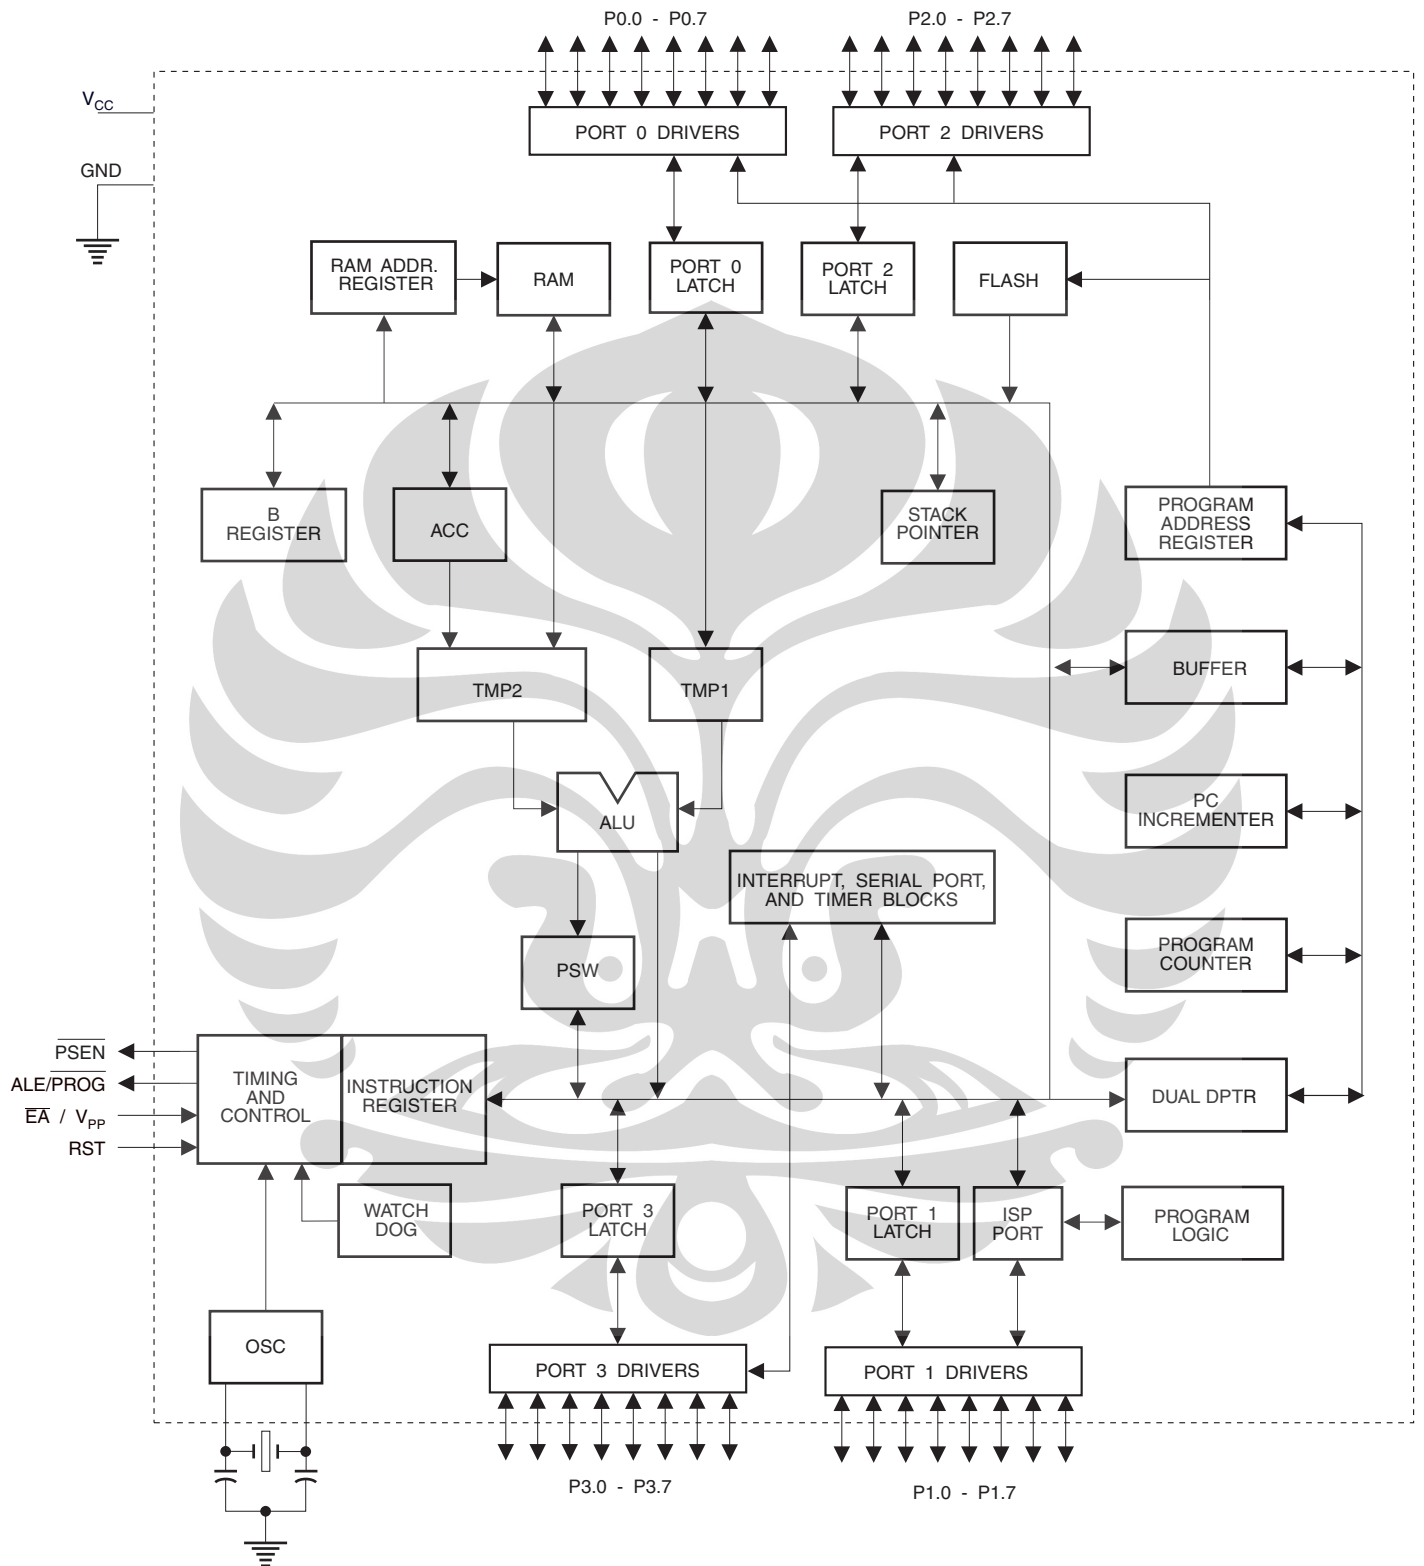 P0.0 - P0.7
P2.0 - P2.7
VCC
GND
PORT 0 DRIVERS
PORT 2 DRIVERS
RAM ADDR.
REGISTER
RAM
PORT 0
LATCH
PORT 2
LATCH
FLASH
B
REGISTER
ACC
STACK
POINTER
PROGRAM
ADDRESS
REGISTER
TMP2
TMP1
BUFFER
ALU
PC
INCREMENTER
INTERRUPT, SERIAL PORT,
AND TIMER BLOCKS
PSW
PROGRAM
COUNTER
PSEN
ALE/PROG
EA / VPP
RST
TIMING
AND
CONTROL
INSTRUCTION
REGISTER
DUAL DPTR
WATCH
DOG
PORT 3
LATCH
PORT 1
LATCH
ISP
PORT
PROGRAM
LOGIC
OSC
PORT 3 DRIVERS
PORT 1 DRIVERS
P3.0 - P3.7
P1.0 - P1.7